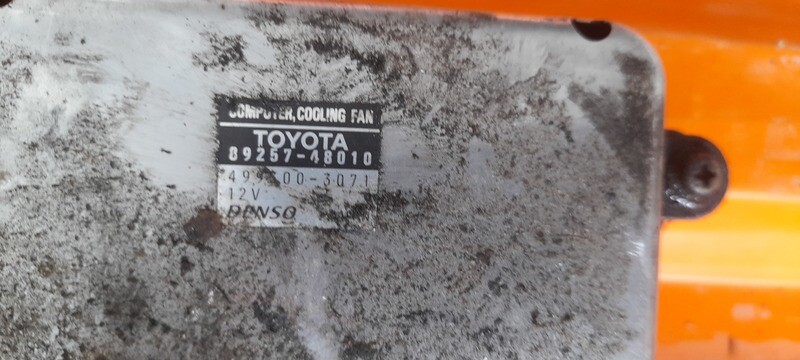 COMPUTER, COOLING FAN
TOYOTA
89257-48010
12V
DENSO